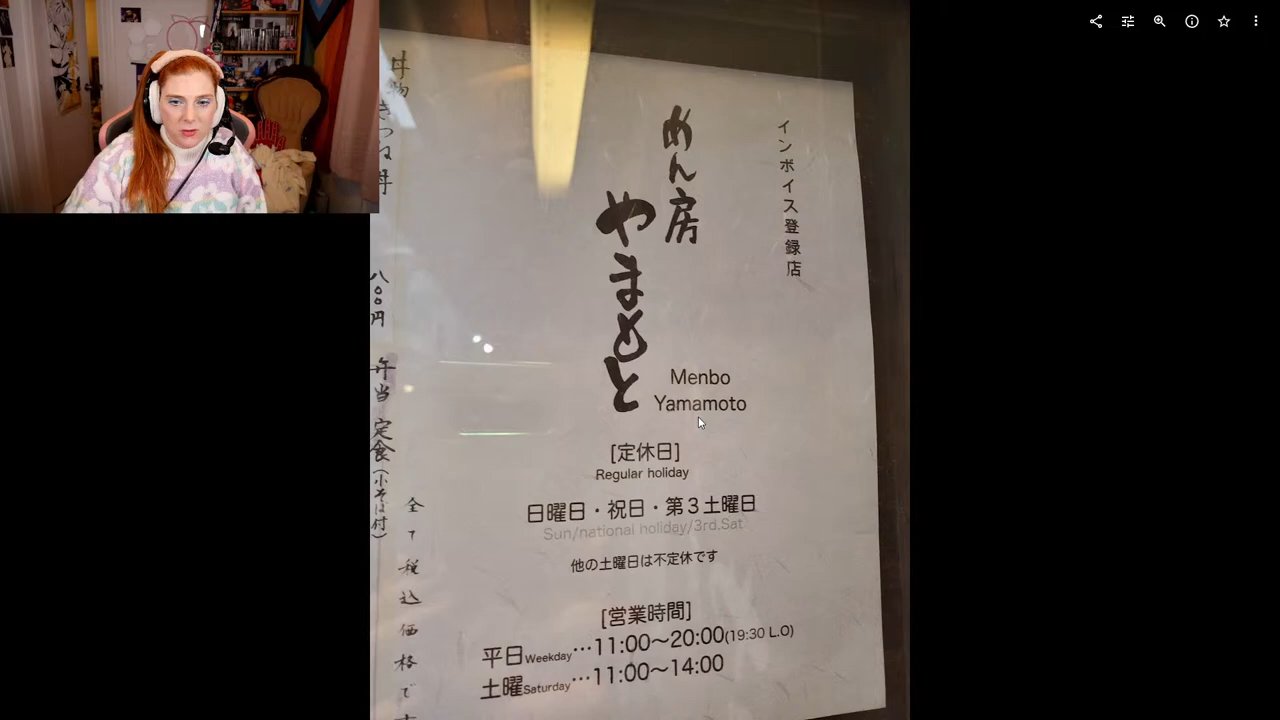 インボイス登録店
めん房
やまもと
Menbo
Yamamoto
[定休日]
Regular holiday
日曜日・祝日・第3土曜日
Sun/national holiday/3rd.Sat
他の土曜日は不定休です
[営業時間]
平日Weekday…11:00〜20:00(19:30 L.O)
土曜Saturday…11:00〜14:00
丼物 きつね丼
八〇〇円
弁当 定食(小そば付)
全て税込価格で